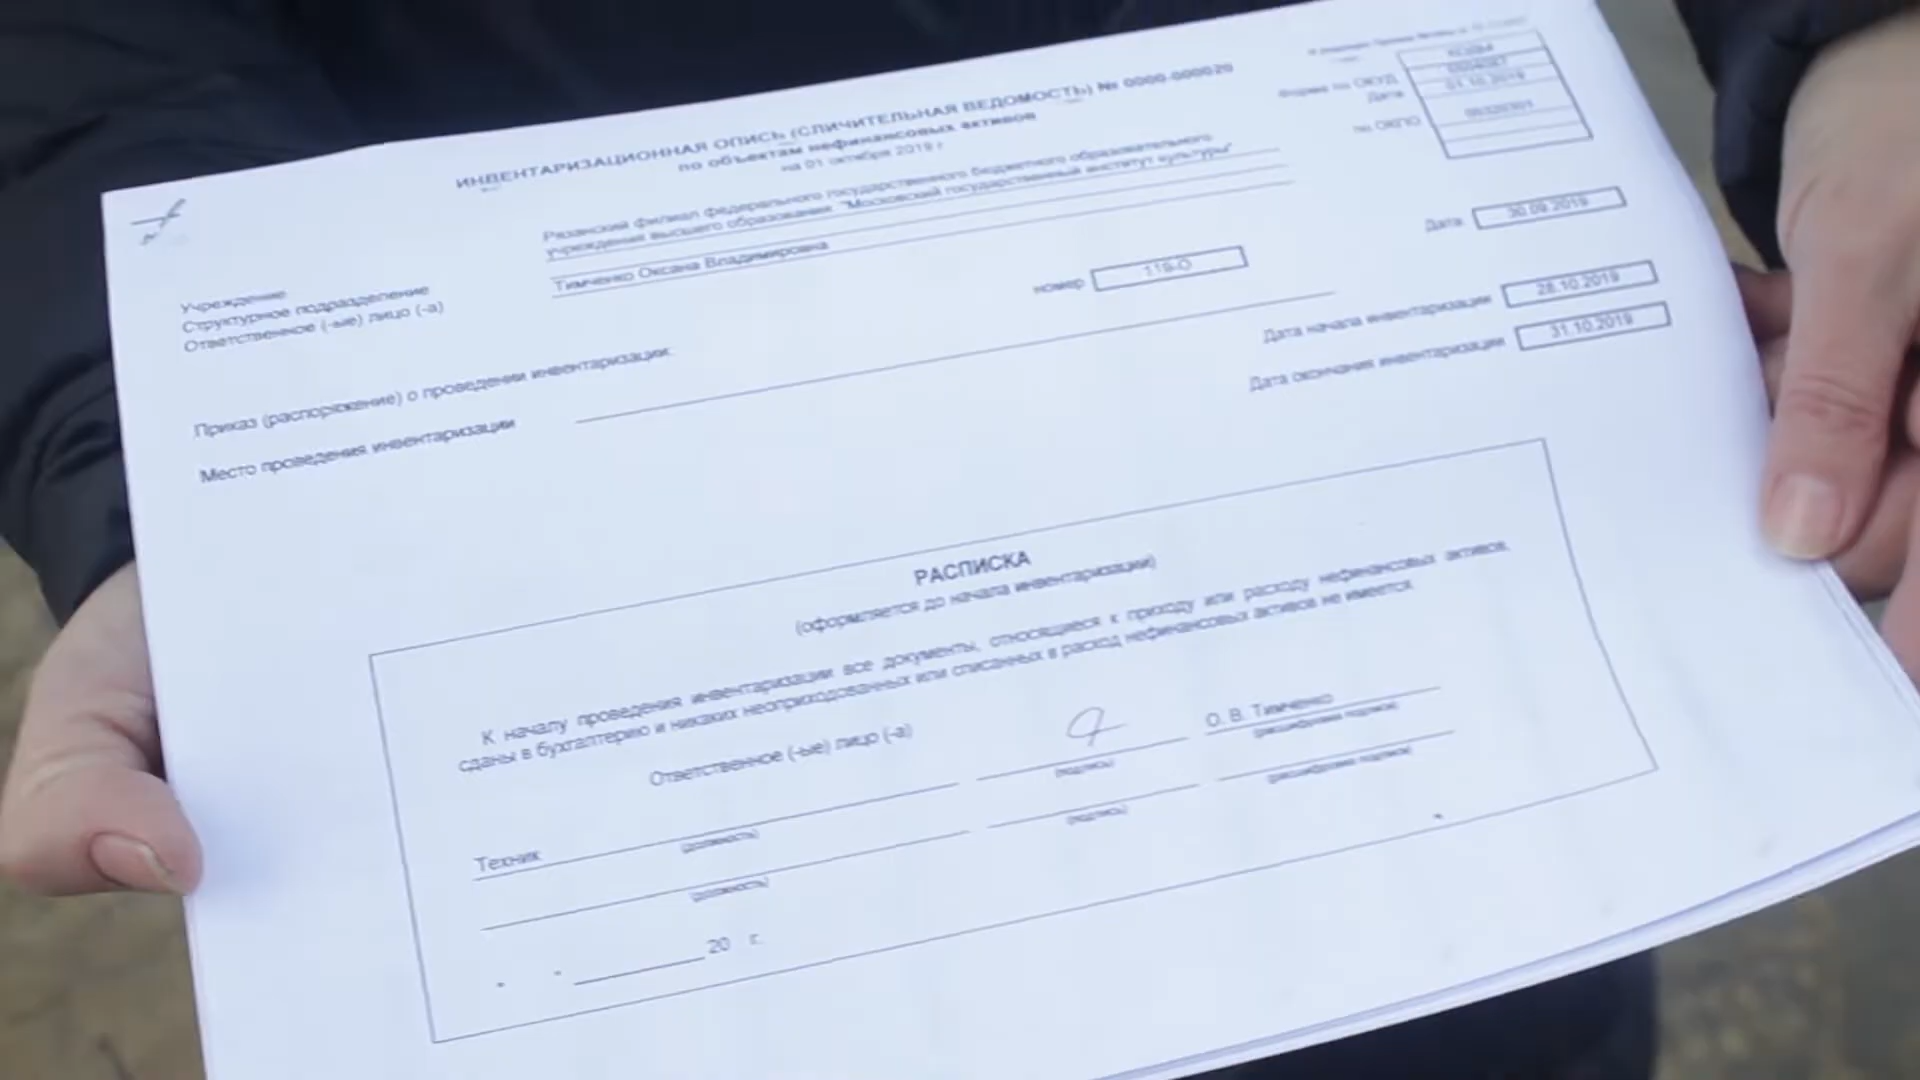 ИНВЕНТАРИЗАЦИОННАЯ ОПИСЬ (СЛИЧИТЕЛЬНАЯ ВЕДОМОСТЬ) № 0000-000020
по объектам нефинансовых активов
на 01 октября 2019 г
КОДЫ
Форма по ОКУД
Дата 01.10.2019
по ОКПО
Учреждение Рязанский филиал федерального государственного бюджетного образовательного
учреждения высшего образования "Московский государственный институт культуры"
Структурное подразделение
Ответственное (-ые) лицо (-а) Тимченко Оксана Владимировна
Приказ (распоряжение) о проведении инвентаризации: номер 119-О Дата 30.09.2019
Место проведения инвентаризации
Дата начала инвентаризации 28.10.2019
Дата окончания инвентаризации 31.10.2019
РАСПИСКА
(оформляется до начала инвентаризации)
К началу проведения инвентаризации все документы, относящиеся к приходу или расходу нефинансовых активов,
сданы в бухгалтерию и никаких неоприходованных или списанных в расход нефинансовых активов не имеется.
Ответственное (-ые) лицо (-а)
Техник О. В. Тимченко
(должность) (подпись) (расшифровка подписи)
(должность) (подпись) (расшифровка подписи)
" " 20 г.